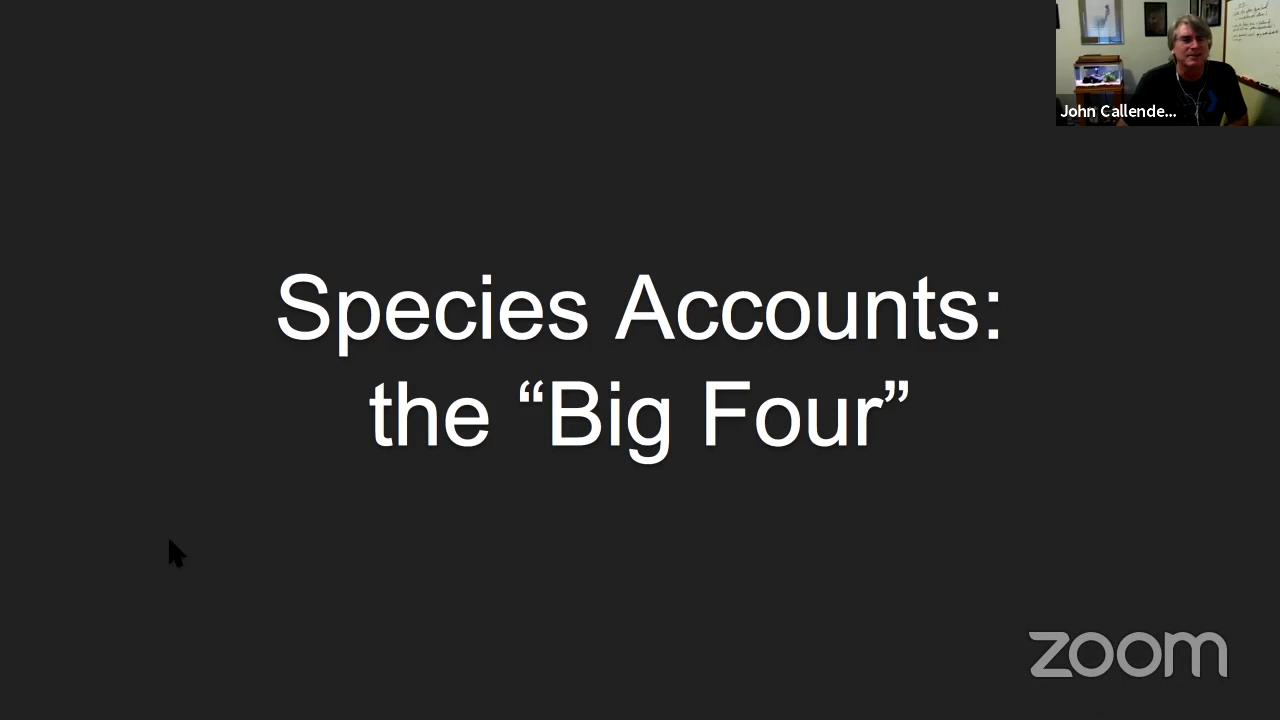 John Callende...
Species Accounts:
the “Big Four”
zoom